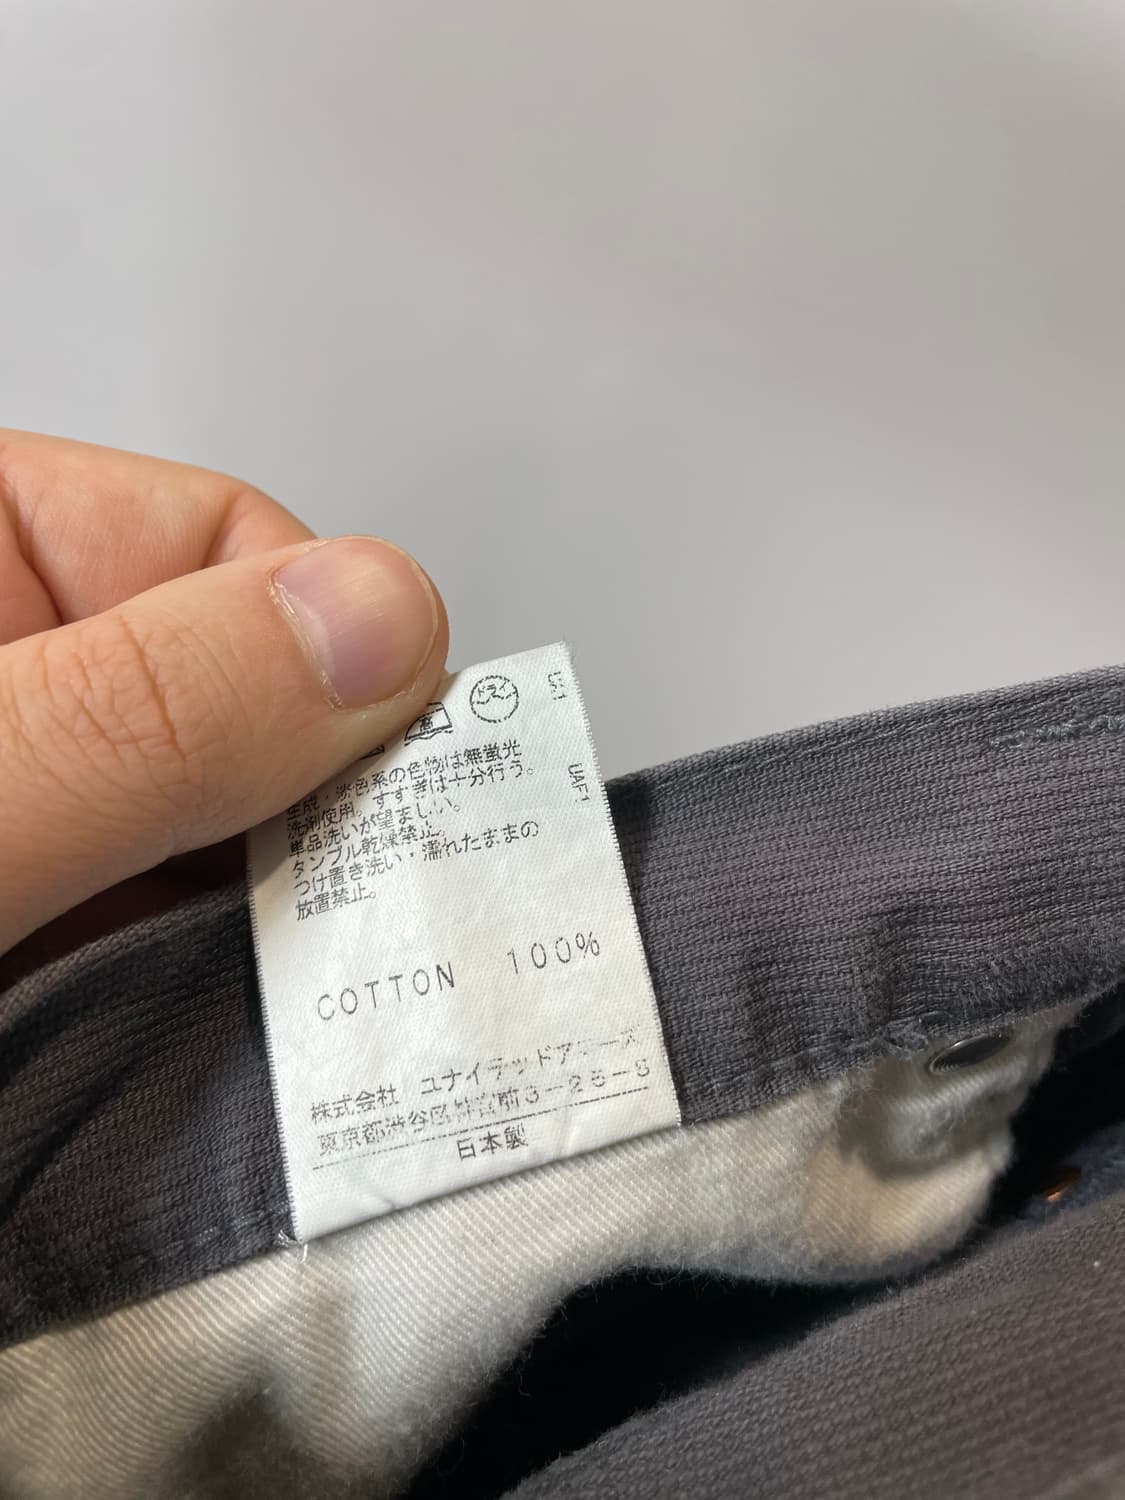 ドライ
生成・淡色系の色物は無蛍光
洗剤使用。すすぎは十分行う。
単品洗いが望ましい。
タンブル乾燥禁止。
つけ置き洗い・濡れたままの
放置禁止。
COTTON 100%
株式会社 ユナイテッドアローズ
東京都渋谷区神宮前3-28-8
日本製